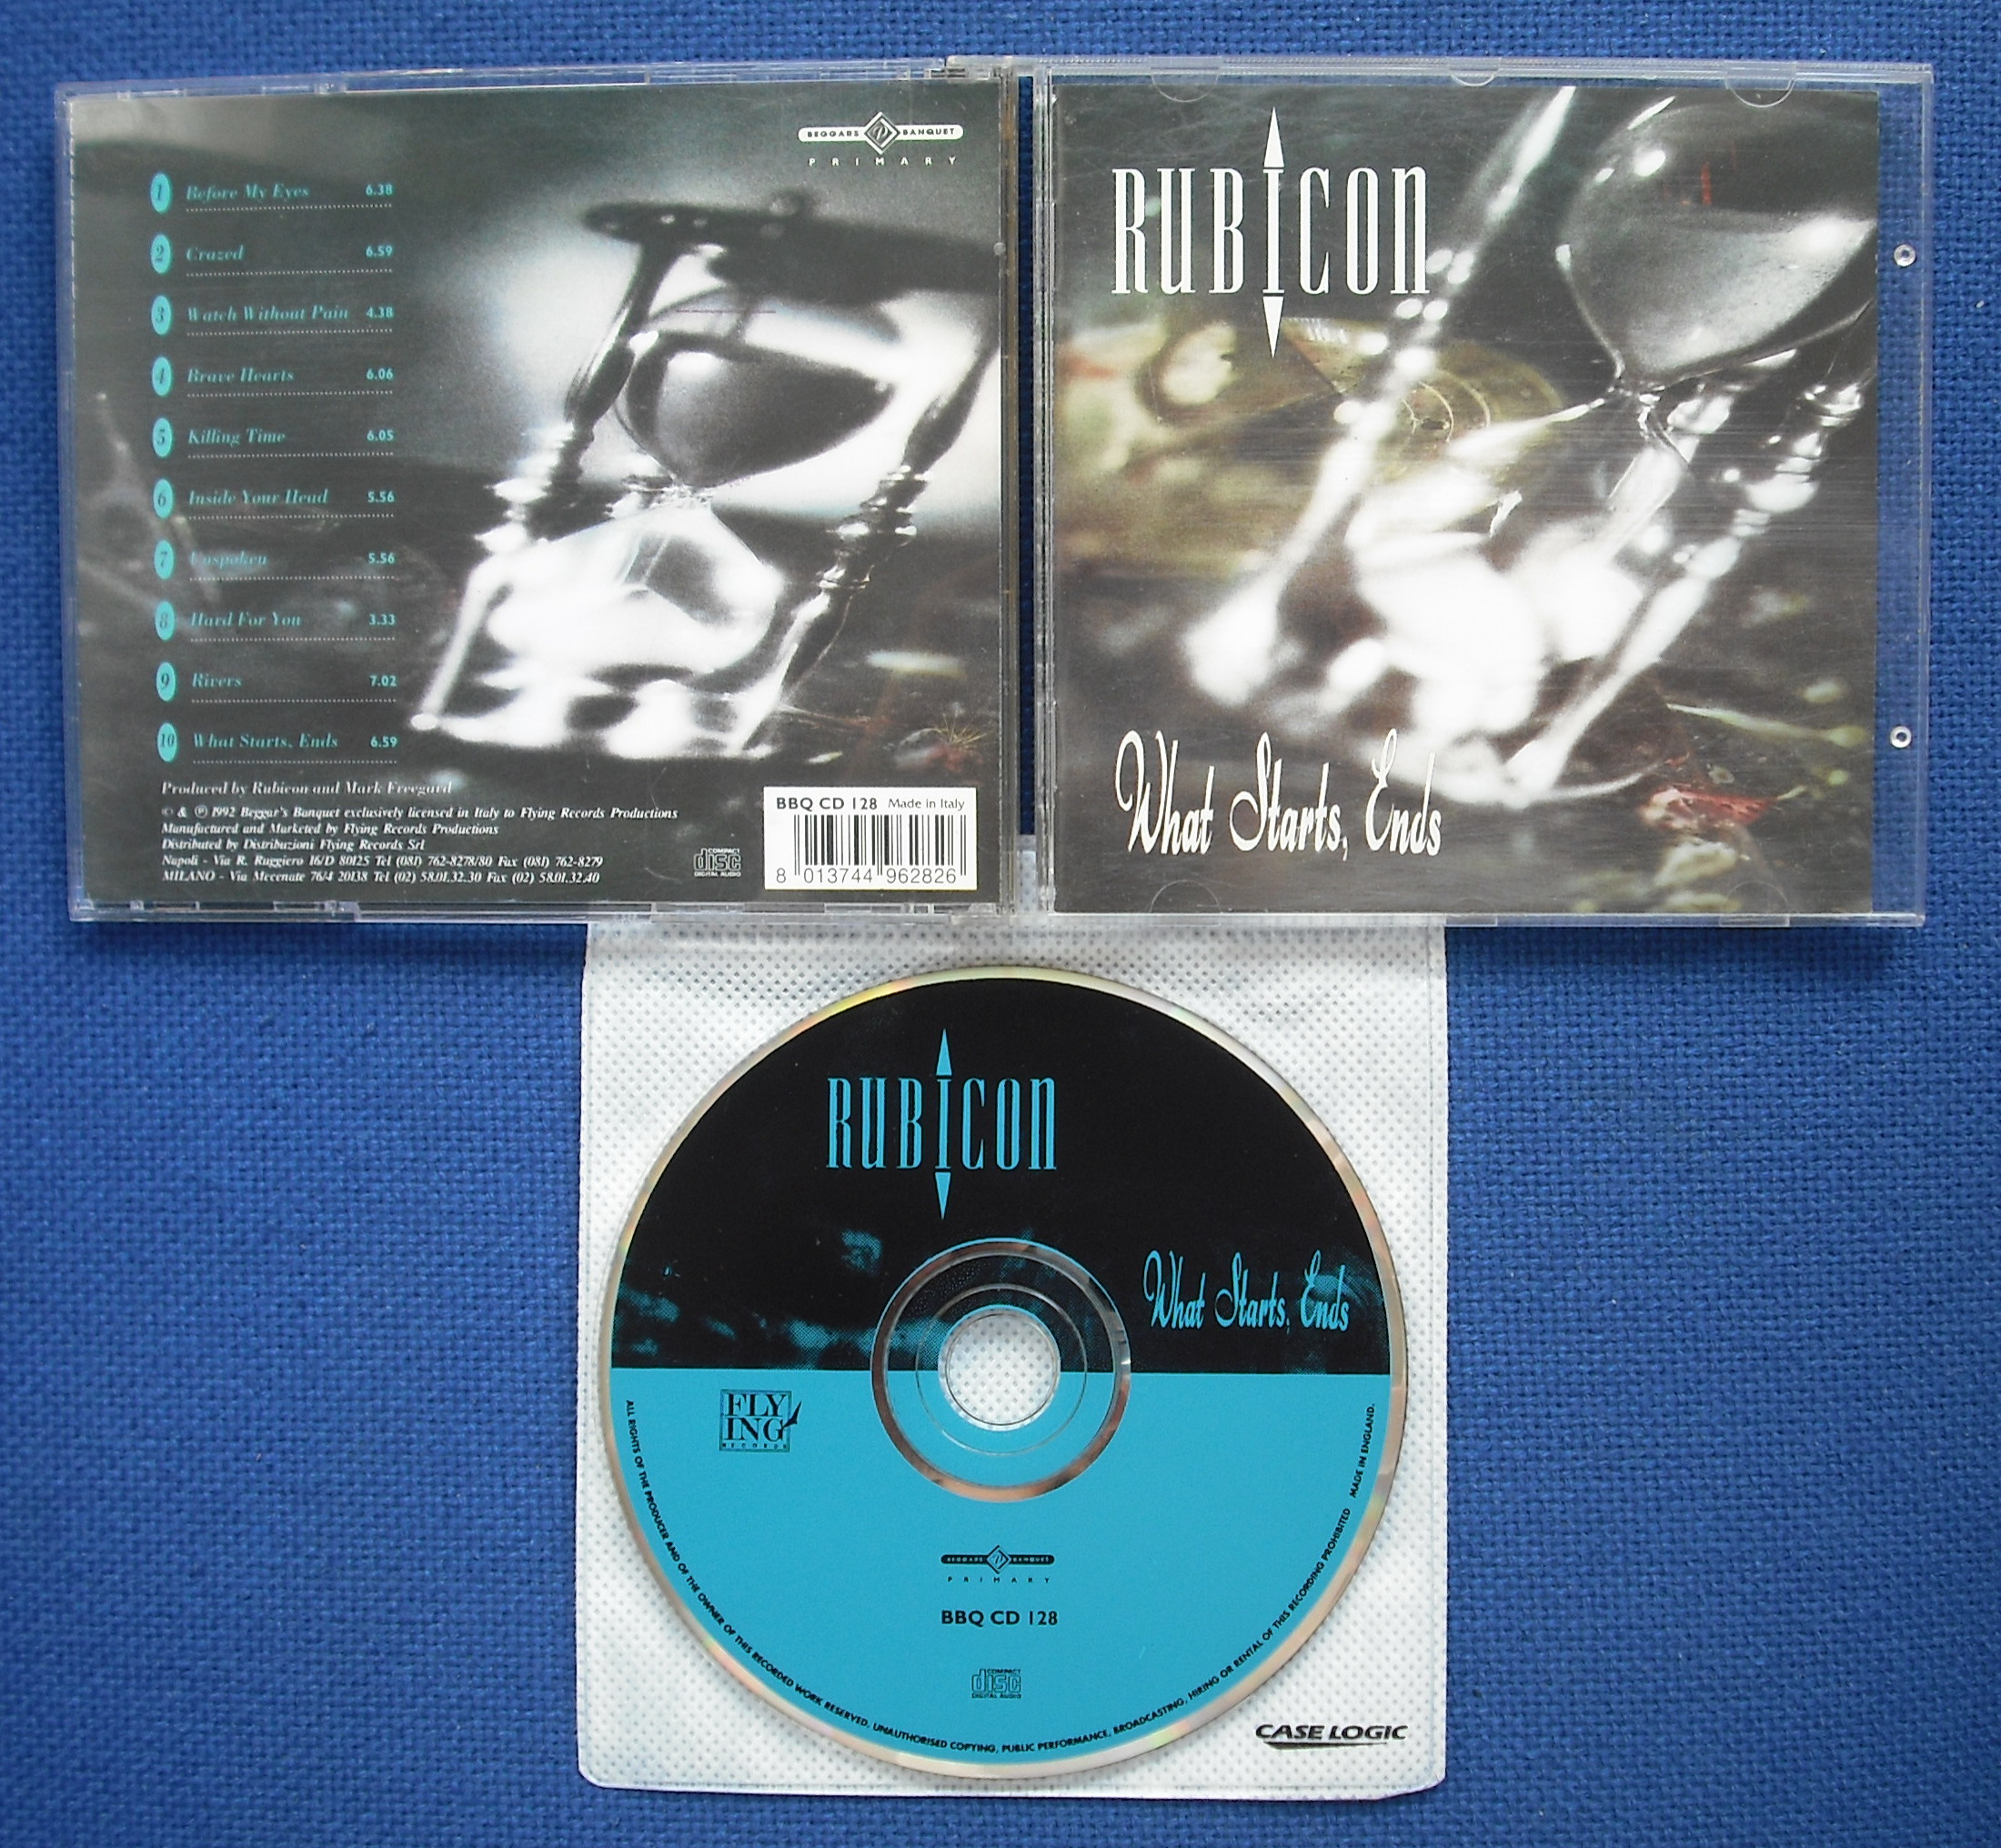 BEGGARS BANQUET
PRIMARY
1 Before My Eyes 6.38
2 Crazed 6.59
3 Watch Without Pain 4.38
4 Brave Hearts 6.06
5 Killing Time 6.05
6 Inside Your Head 5.56
7 Unspoken 5.56
8 Hard For You 3.33
9 Rivers 7.02
10 What Starts, Ends 6.59
Produced by Rubicon and Mark Freegard
© & ℗ 1992 Beggar's Banquet exclusively licensed in Italy to Flying Records Productions
Manufactured and Marketed by Flying Records Productions
Distributed by Distribuzioni Flying Records Srl
Napoli - Via R. Ruggiero 16/D 80125 Tel (081) 762-8278/80 Fax (081) 762-8279
MILANO - Via Mecenate 76/4 20138 Tel (02) 58.01.32.30 Fax (02) 58.01.32.40
COMPACT
disc
DIGITAL AUDIO
BBQ CD 128 Made in Italy
8 013744 962826
RUBICON
What Starts, Ends
RUBICON
What Starts, Ends
FLY
ING
RECORDS
BEGGARS BANQUET
PRIMARY
BBQ CD 128
COMPACT
disc
DIGITAL AUDIO
ALL RIGHTS OF THE PRODUCER AND OF THE OWNER OF THIS RECORDED WORK RESERVED. UNAUTHORISED COPYING, PUBLIC PERFORMANCE, BROADCASTING, HIRING OR RENTAL OF THIS RECORDING PROHIBITED MADE IN ENGLAND.
CASE LOGIC